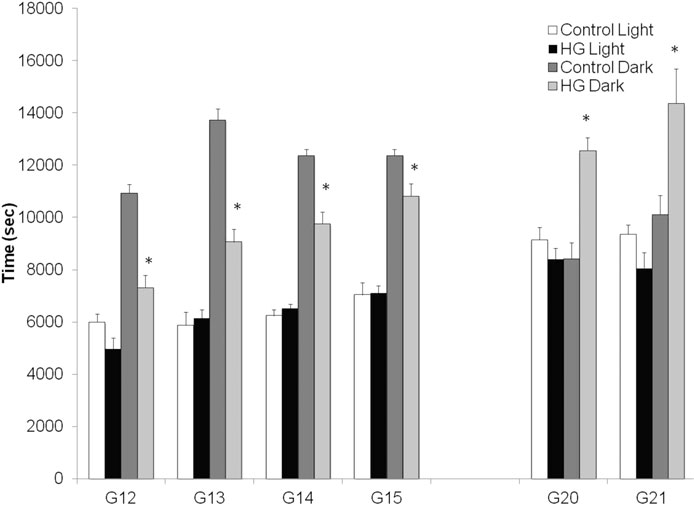 18000
16000
14000
12000
10000
8000
6000
4000
2000
0
Time (sec)
Control Light
HG Light
Control Dark
HG Dark
*
*
*
*
*
*
G12 G13 G14 G15 G20 G21